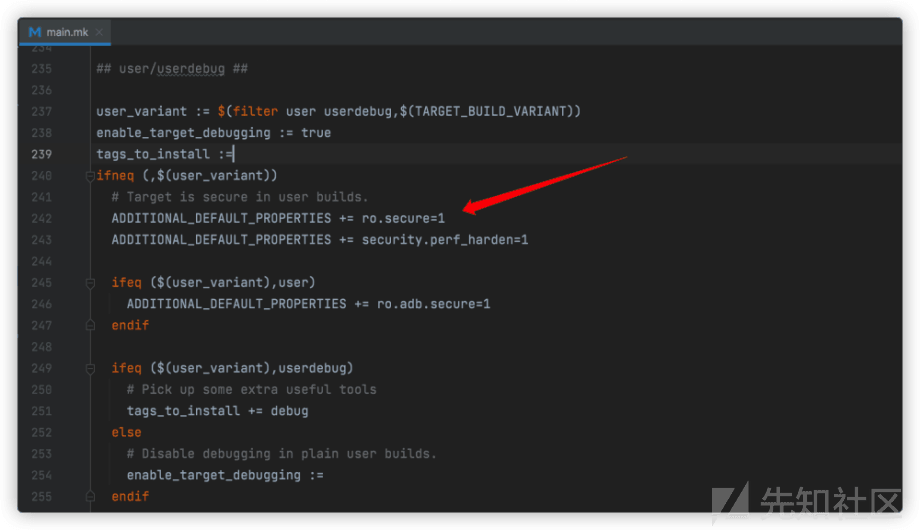 main.mk
234
235 ## user/userdebug ##
236
237 user_variant := $(filter user userdebug,$(TARGET_BUILD_VARIANT))
238 enable_target_debugging := true
239 tags_to_install :=
240 ifneq (,$(user_variant))
241 # Target is secure in user builds.
242 ADDITIONAL_DEFAULT_PROPERTIES += ro.secure=1
243 ADDITIONAL_DEFAULT_PROPERTIES += security.perf_harden=1
244
245 ifeq ($(user_variant),user)
246 ADDITIONAL_DEFAULT_PROPERTIES += ro.adb.secure=1
247 endif
248
249 ifeq ($(user_variant),userdebug)
250 # Pick up some extra useful tools
251 tags_to_install += debug
252 else
253 # Disable debugging in plain user builds.
254 enable_target_debugging :=
255 endif
先知社区